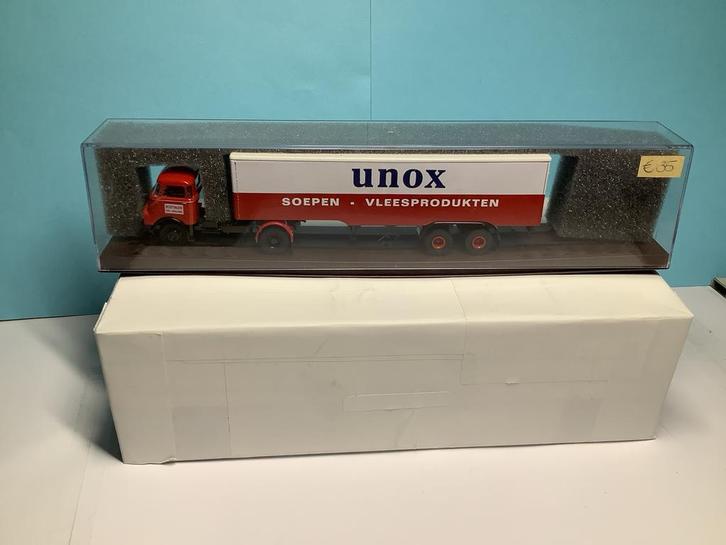 unox
SOEPEN - VLEESPRODUKTEN
€ 35